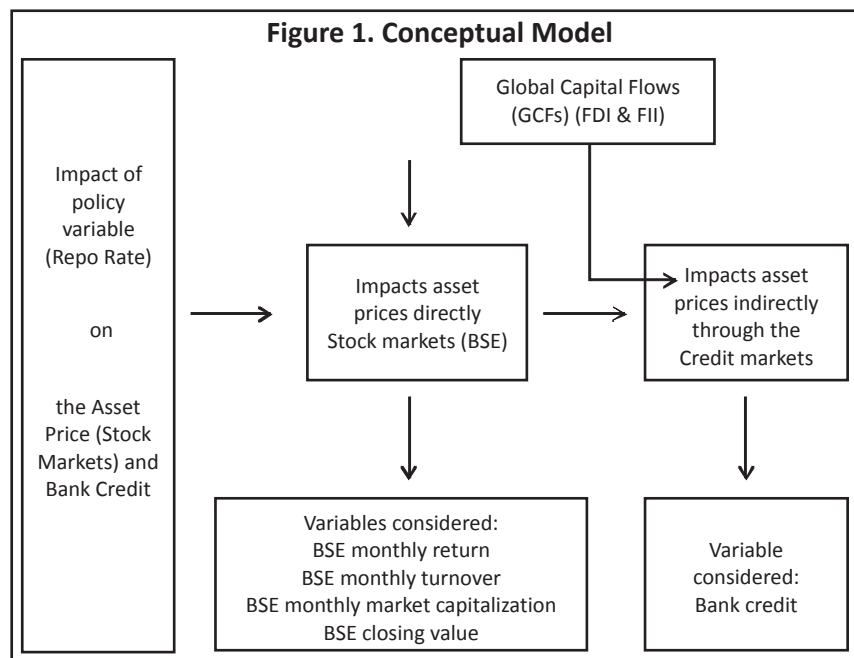 Figure 1. Conceptual Model
Global Capital Flows
(GCFs) (FDI & FII)
Impact of
policy
variable
(Repo Rate)
on
the Asset
Price (Stock
Markets) and
Bank Credit
Impacts asset
prices directly
Stock markets (BSE)
Impacts asset
prices indirectly
through the
Credit markets
Variables considered:
BSE monthly return
BSE monthly turnover
BSE monthly market capitalization
BSE closing value
Variable
considered:
Bank credit